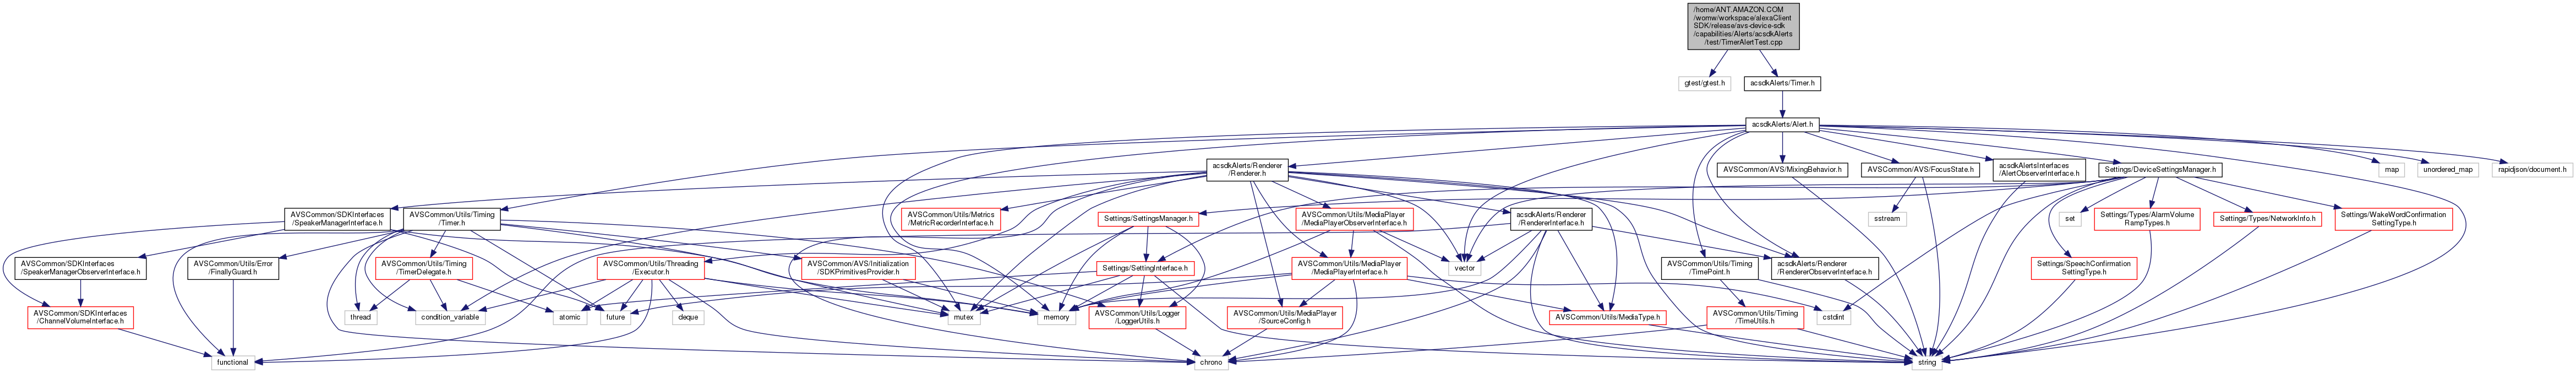 /home/ANT.AMAZON.COM
/womw/workspace/alexaClient
SDK/release/avs-device-sdk
/capabilities/Alerts/acsdkAlerts
/test/TimerAlertTest.cpp
gtest/gtest.h
acsdkAlerts/Timer.h
acsdkAlerts/Alert.h
acsdkAlerts/Renderer
/Renderer.h
AVSCommon/AVS/MixingBehavior.h
AVSCommon/AVS/FocusState.h
acsdkAlertsInterfaces
/AlertObserverInterface.h
Settings/DeviceSettingsManager.h
map
unordered_map
rapidjson/document.h
AVSCommon/SDKInterfaces
/SpeakerManagerInterface.h
AVSCommon/Utils/Timing
/Timer.h
AVSCommon/Utils/Metrics
/MetricRecorderInterface.h
Settings/SettingsManager.h
AVSCommon/Utils/MediaPlayer
/MediaPlayerObserverInterface.h
acsdkAlerts/Renderer
/RendererInterface.h
sstream
set
Settings/Types/AlarmVolume
RampTypes.h
Settings/Types/NetworkInfo.h
Settings/WakeWordConfirmation
SettingType.h
AVSCommon/SDKInterfaces
/SpeakerManagerObserverInterface.h
AVSCommon/Utils/Error
/FinallyGuard.h
AVSCommon/Utils/Timing
/TimerDelegate.h
AVSCommon/Utils/Threading
/Executor.h
AVSCommon/AVS/Initialization
/SDKPrimitivesProvider.h
Settings/SettingInterface.h
AVSCommon/Utils/MediaPlayer
/MediaPlayerInterface.h
vector
AVSCommon/Utils/Timing
/TimePoint.h
acsdkAlerts/Renderer
/RendererObserverInterface.h
Settings/SpeechConfirmation
SettingType.h
AVSCommon/SDKInterfaces
/ChannelVolumeInterface.h
thread
condition_variable
atomic
future
deque
mutex
memory
AVSCommon/Utils/Logger
/LoggerUtils.h
AVSCommon/Utils/MediaPlayer
/SourceConfig.h
AVSCommon/Utils/MediaType.h
AVSCommon/Utils/Timing
/TimeUtils.h
cstdint
functional
chrono
string